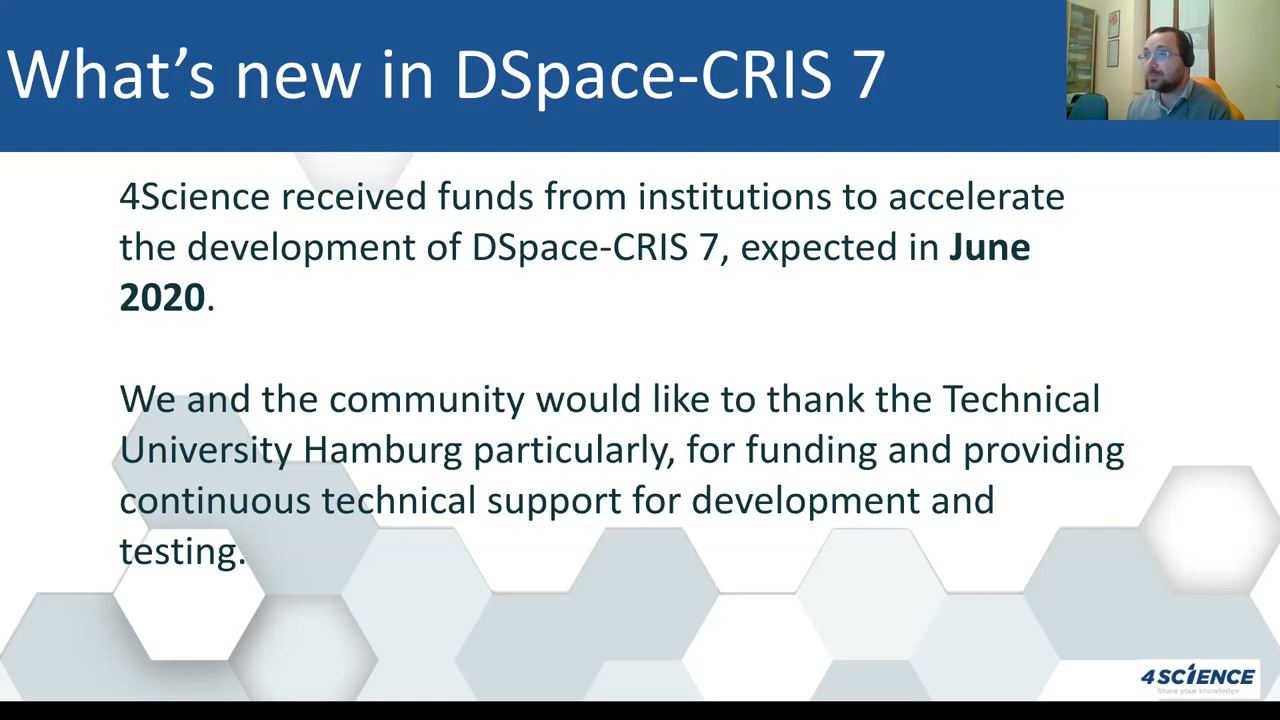 What’s new in DSpace-CRIS 7
4Science received funds from institutions to accelerate
the development of DSpace-CRIS 7, expected in June
2020.
We and the community would like to thank the Technical
University Hamburg particularly, for funding and providing
continuous technical support for development and
testing.
4SCIENCE
Share your knowledge